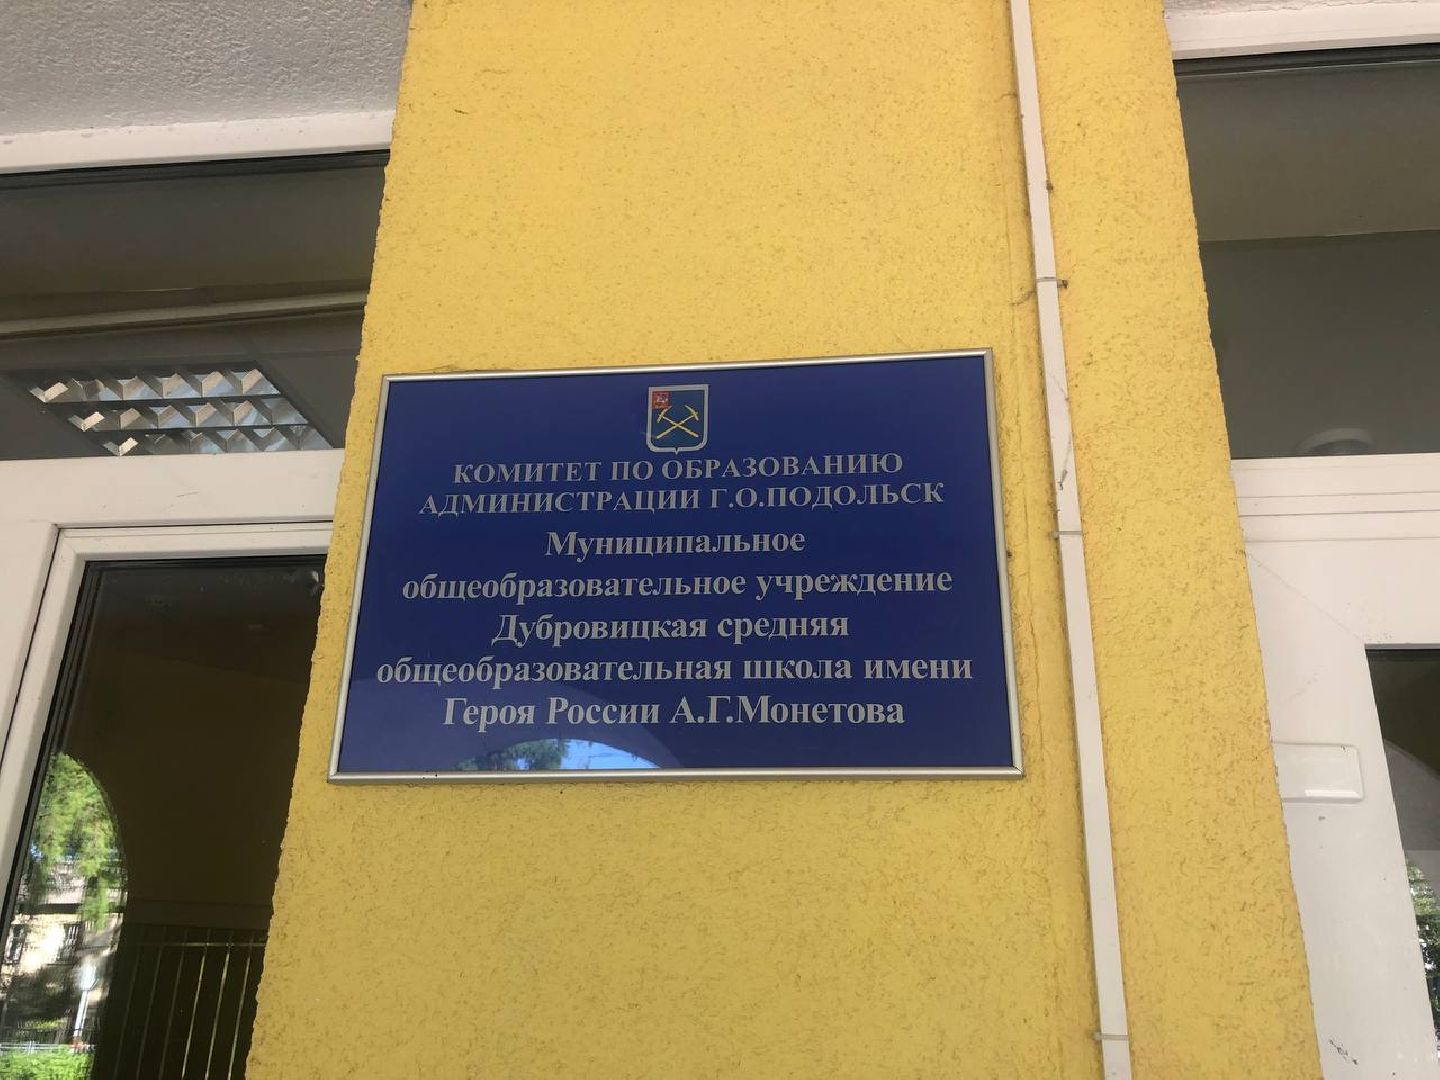 КОМИТЕТ ПО ОБРАЗОВАНИЮ
АДМИНИСТРАЦИИ Г.О.ПОДОЛЬСК
Муниципальное
общеобразовательное учреждение
Дубровицкая средняя
общеобразовательная школа имени
Героя России А.Г.Монетова